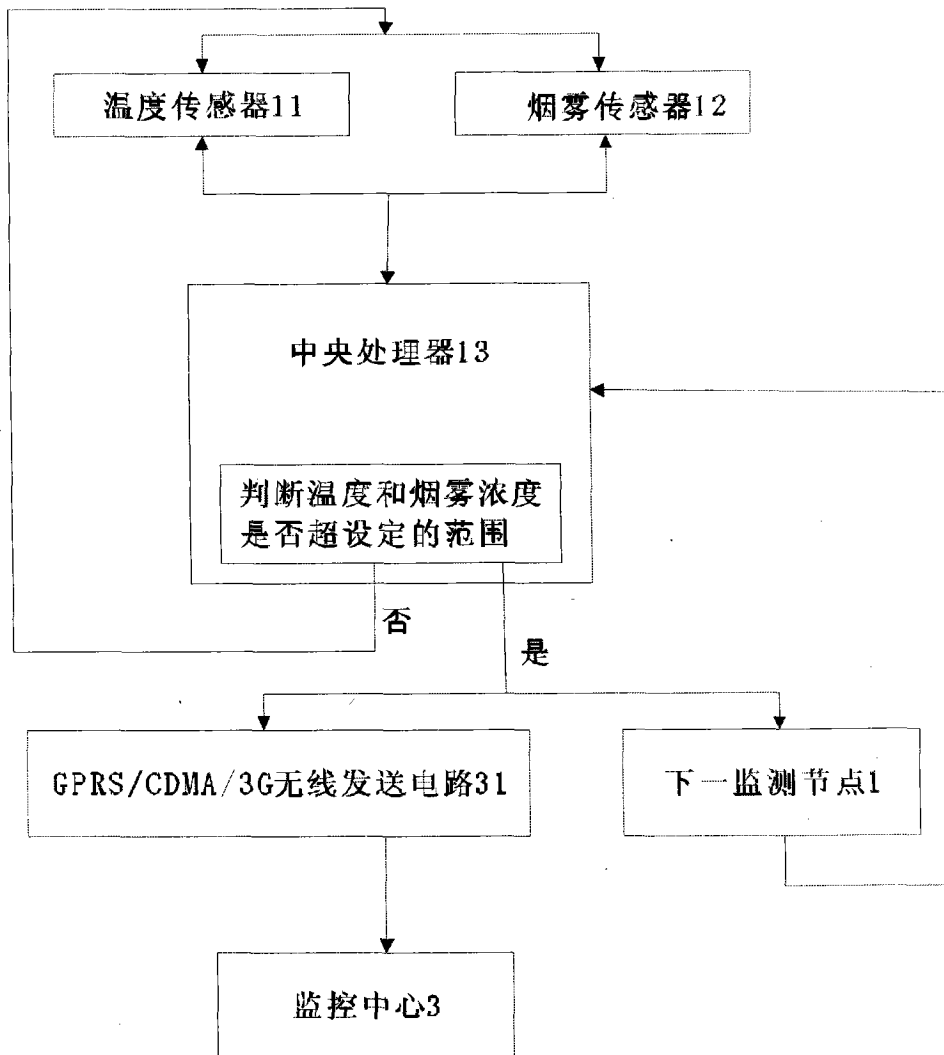 温度传感器11
烟雾传感器12
中央处理器13
判断温度和烟雾浓度
是否超设定的范围
否
是
GPRS/CDMA/3G无线发送电路31
下一监测节点1
监控中心3